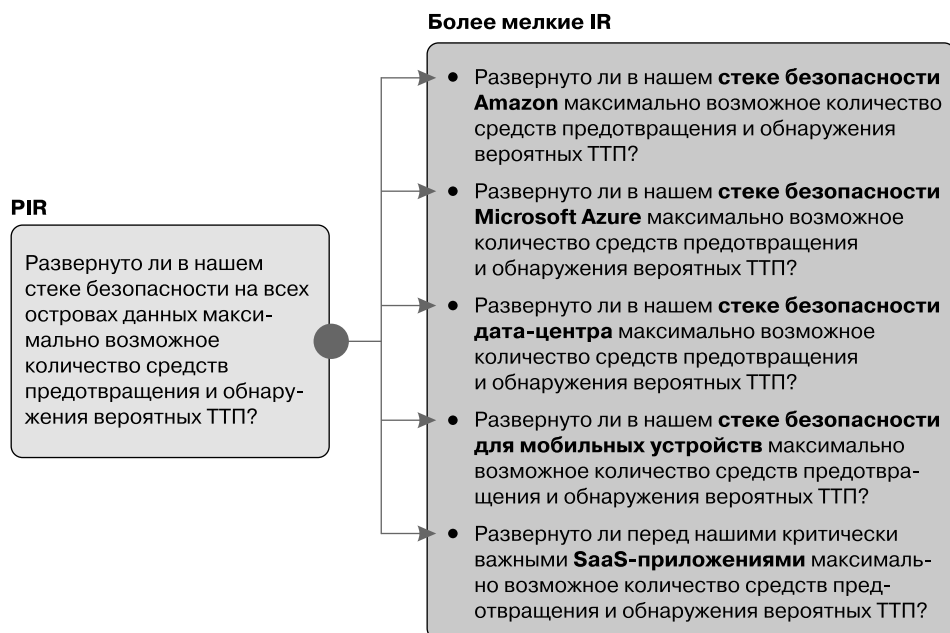 Более мелкие IR
• Развернуто ли в нашем стеке безопасности
Amazon максимально возможное количество
средств предотвращения и обнаружения
вероятных ТТП?
• Развернуто ли в нашем стеке безопасности
Microsoft Azure максимально возможное
количество средств предотвращения
и обнаружения вероятных ТТП?
• Развернуто ли в нашем стеке безопасности
дата-центра максимально возможное
количество средств предотвращения
и обнаружения вероятных ТТП?
• Развернуто ли в нашем стеке безопасности
для мобильных устройств максимально
возможное количество средств предотвра-
щения и обнаружения вероятных ТТП?
• Развернуто ли перед нашими критически
важными SaaS-приложениями максималь-
но возможное количество средств пред-
отвращения и обнаружения вероятных ТТП?
PIR
Развернуто ли в нашем
стеке безопасности на всех
островах данных макси-
мально возможное
количество средств
предотвращения и обнару-
жения вероятных ТТП?